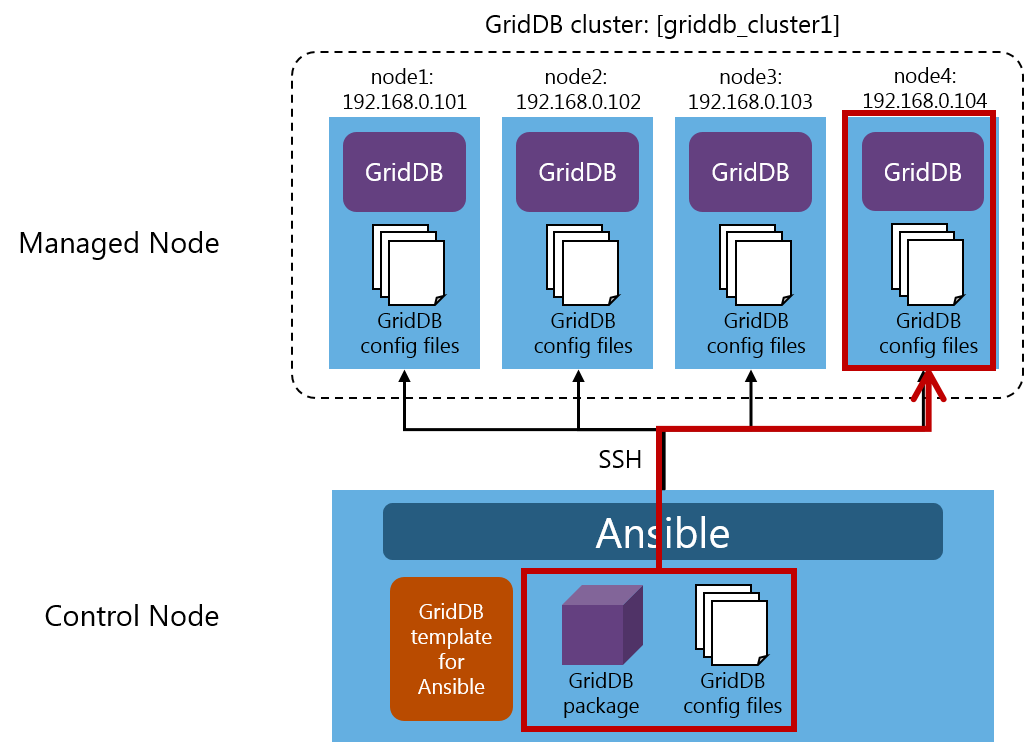 GridDB cluster: [griddb_cluster1]
node1:
192.168.0.101
node2:
192.168.0.102
node3:
192.168.0.103
node4:
192.168.0.104
GridDB
GridDB
GridDB
GridDB
Managed Node
GridDB
config files
GridDB
config files
GridDB
config files
GridDB
config files
SSH
Ansible
Control Node
GridDB
template
for
Ansible
GridDB
package
GridDB
config files